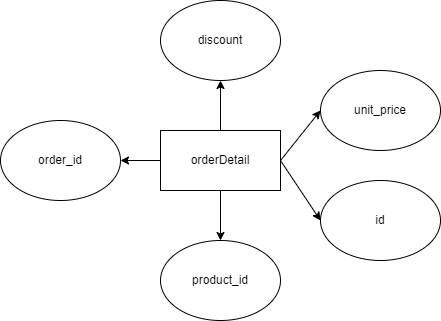 discount
unit_price
order_id
orderDetail
id
product_id